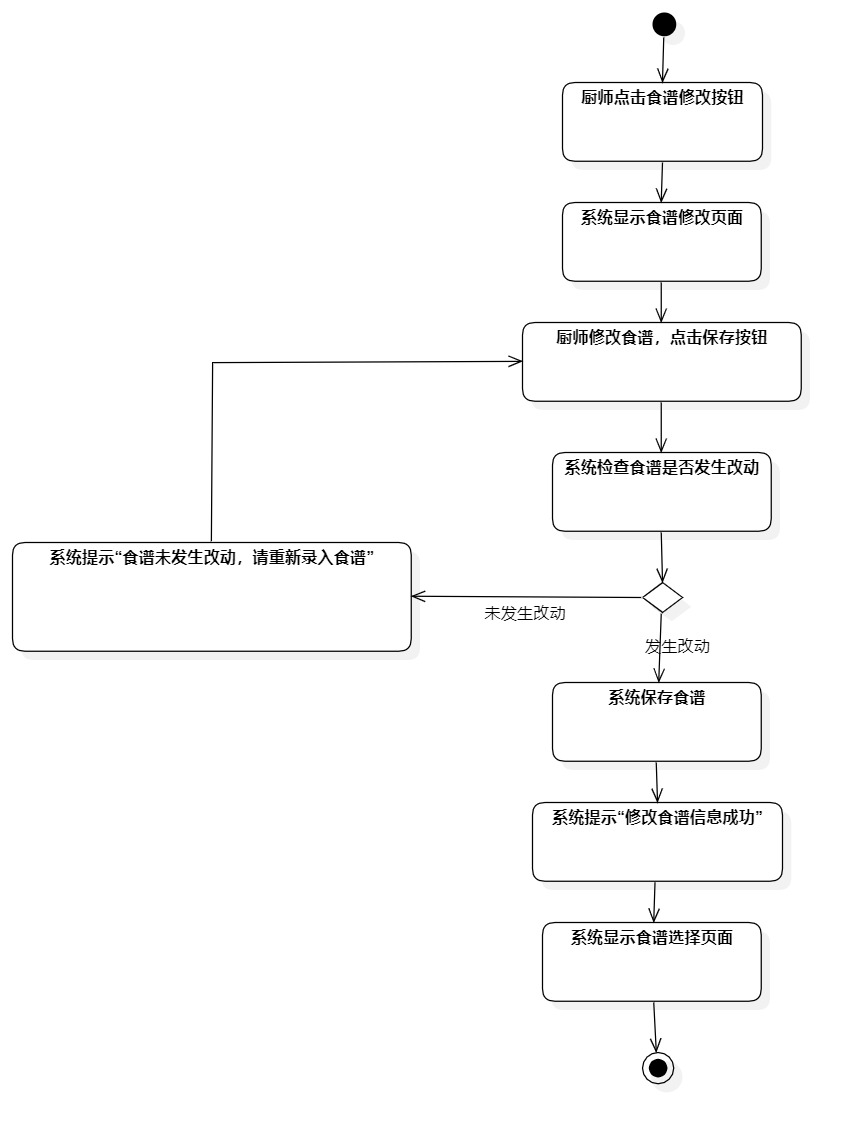 厨师点击食谱修改按钮
系统显示食谱修改页面
厨师修改食谱，点击保存按钮
系统检查食谱是否发生改动
系统提示“食谱未发生改动，请重新录入食谱”
未发生改动
发生改动
系统保存食谱
系统提示“修改食谱信息成功”
系统显示食谱选择页面